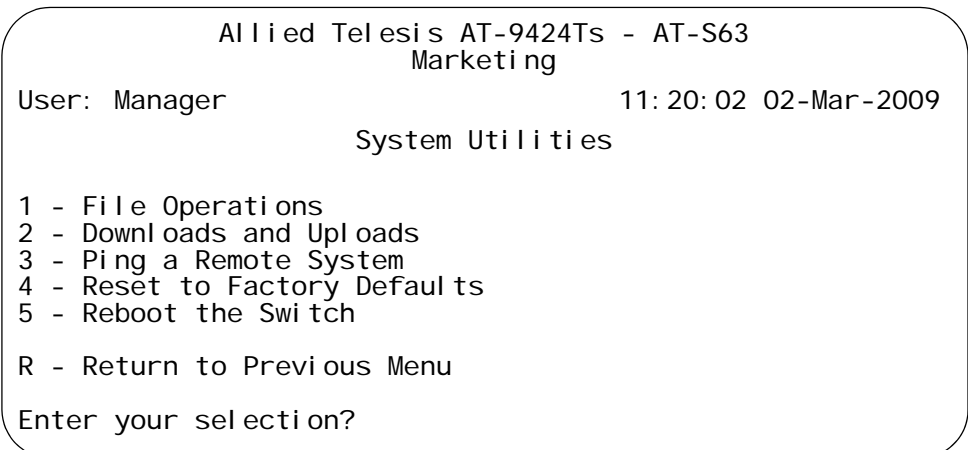 Allied Telesis AT-9424Ts - AT-S63
Marketing
User: Manager 11:20:02 02-Mar-2009
System Utilities
1 - File Operations
2 - Downloads and Uploads
3 - Ping a Remote System
4 - Reset to Factory Defaults
5 - Reboot the Switch
R - Return to Previous Menu
Enter your selection?